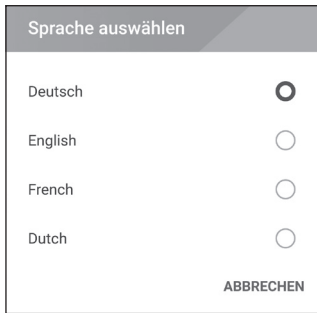 Sprache auswählen
Deutsch
English
French
Dutch
ABBRECHEN